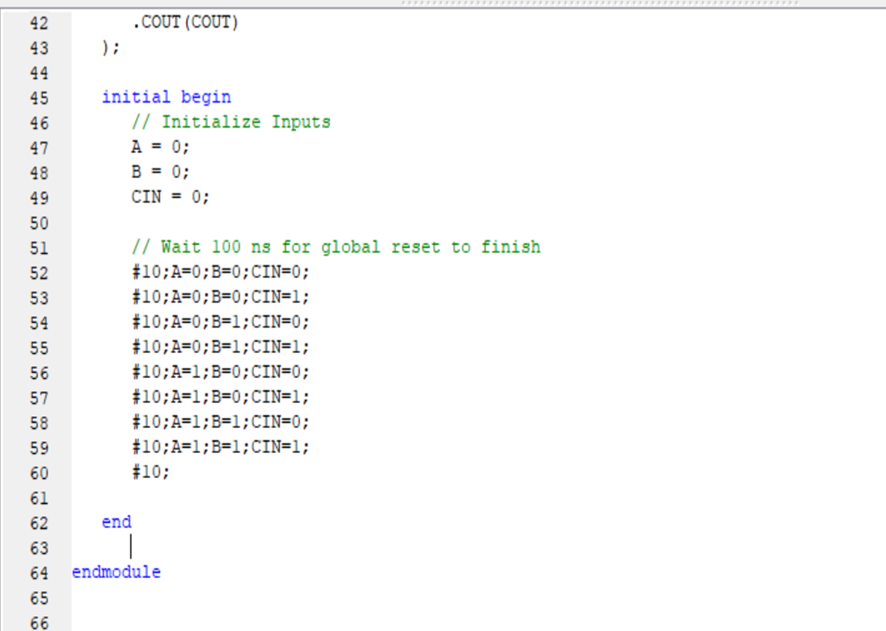 42 .COUT(COUT)
43 );
44
45 initial begin
46 // Initialize Inputs
47 A = 0;
48 B = 0;
49 CIN = 0;
50
51 // Wait 100 ns for global reset to finish
52 #10;A=0;B=0;CIN=0;
53 #10;A=0;B=0;CIN=1;
54 #10;A=0;B=1;CIN=0;
55 #10;A=0;B=1;CIN=1;
56 #10;A=1;B=0;CIN=0;
57 #10;A=1;B=0;CIN=1;
58 #10;A=1;B=1;CIN=0;
59 #10;A=1;B=1;CIN=1;
60 #10;
61
62 end
63
64 endmodule
65
66